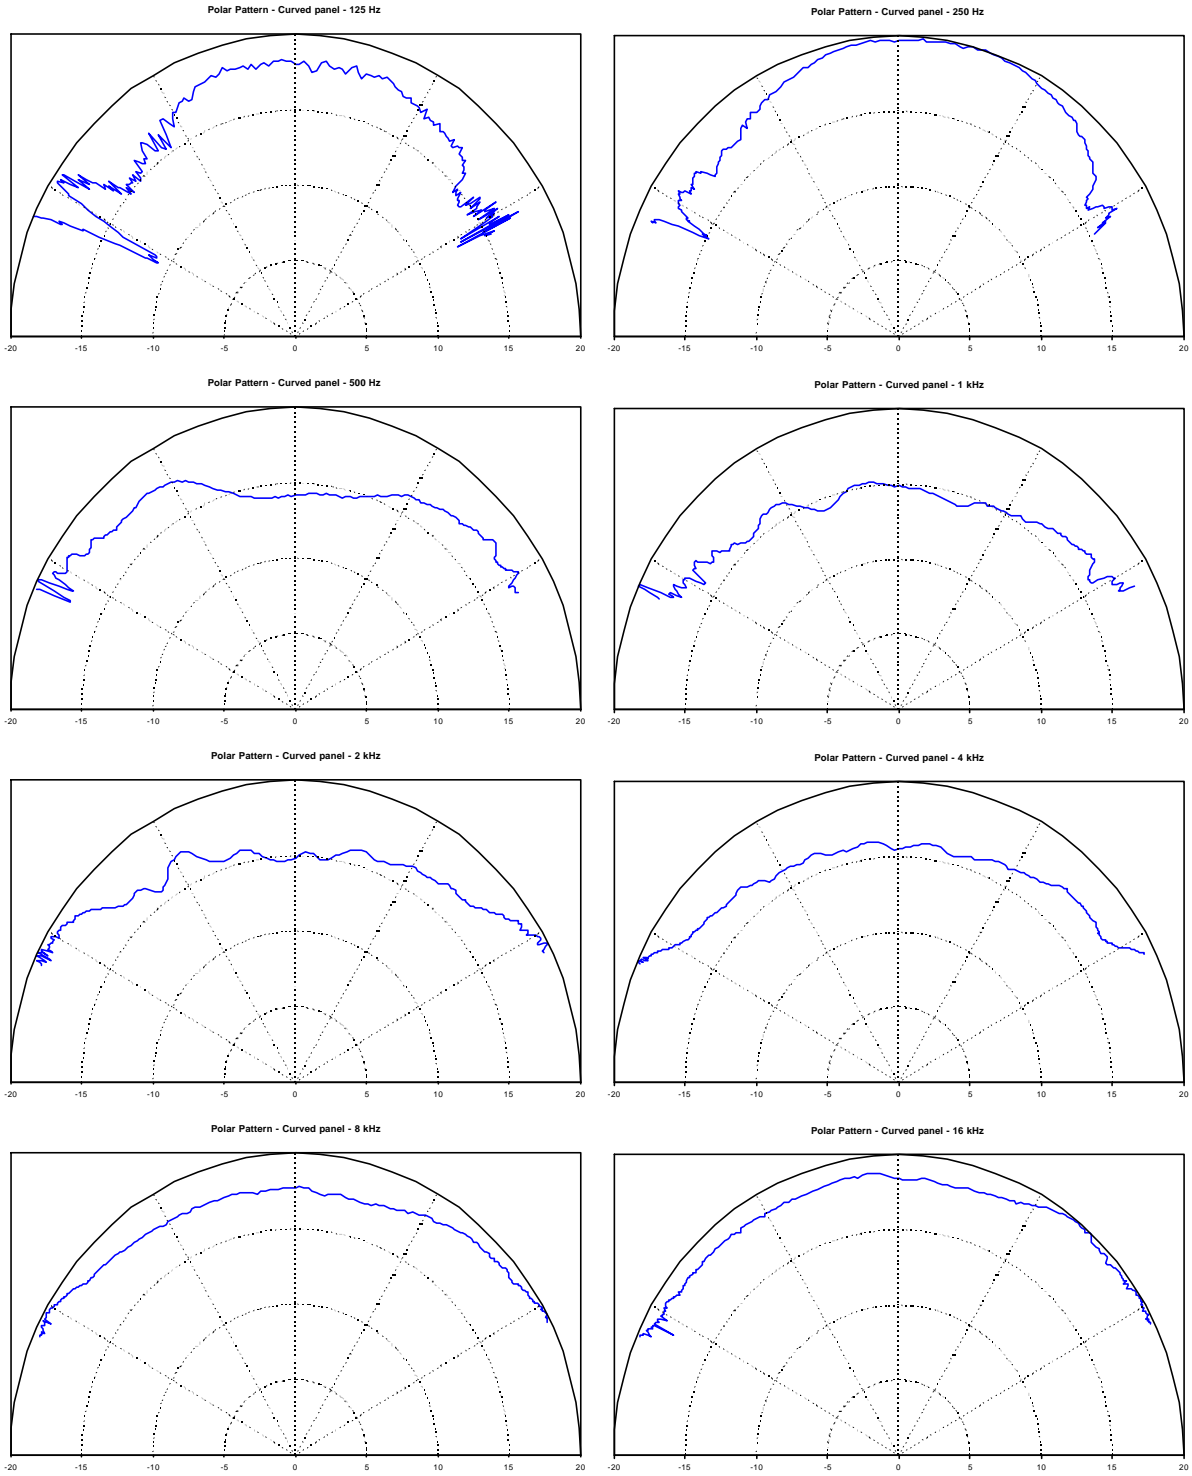 Polar Pattern - Curved panel - 125 Hz
-20 -15 -10 -5 0 5 10 15 20
Polar Pattern - Curved panel - 250 Hz
-20 -15 -10 -5 0 5 10 15 20
Polar Pattern - Curved panel - 500 Hz
-20 -15 -10 -5 0 5 10 15 20
Polar Pattern - Curved panel - 1 kHz
-20 -15 -10 -5 0 5 10 15 20
Polar Pattern - Curved panel - 2 kHz
-20 -15 -10 -5 0 5 10 15 20
Polar Pattern - Curved panel - 4 kHz
-20 -15 -10 -5 0 5 10 15 20
Polar Pattern - Curved panel - 8 kHz
-20 -15 -10 -5 0 5 10 15 20
Polar Pattern - Curved panel - 16 kHz
-20 -15 -10 -5 0 5 10 15 20